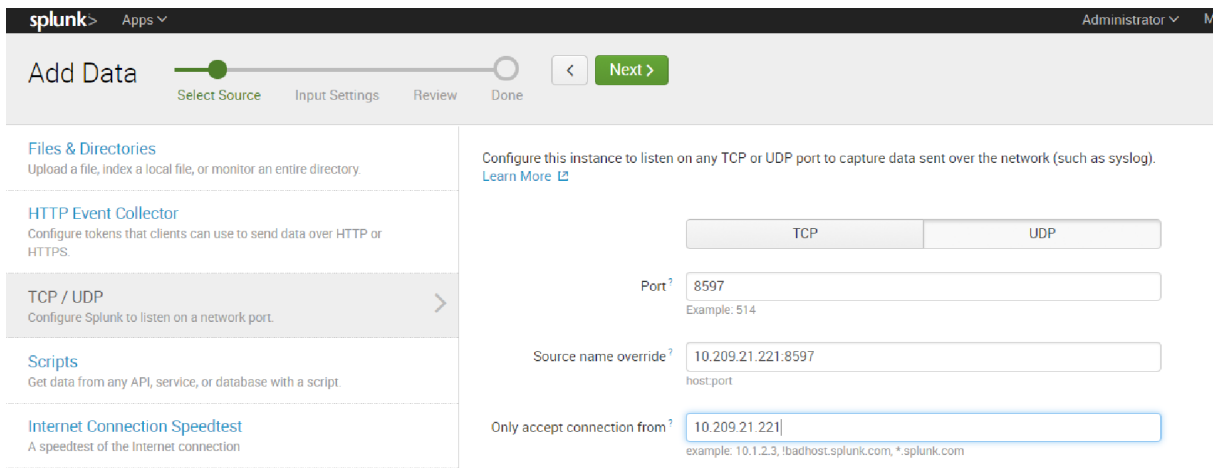 splunk> Apps Administrator M
Add Data
Select Source Input Settings Review Done
< Next >
Files & Directories
Upload a file, index a local file, or monitor an entire directory.
HTTP Event Collector
Configure tokens that clients can use to send data over HTTP or
HTTPS.
TCP / UDP
Configure Splunk to listen on a network port.
Scripts
Get data from any API, service, or database with a script.
Internet Connection Speedtest
A speedtest of the Internet connection
Configure this instance to listen on any TCP or UDP port to capture data sent over the network (such as syslog).
Learn More
TCP UDP
Port ? 8597
Example: 514
Source name override ? 10.209.21.221:8597
host:port
Only accept connection from ? 10.209.21.221
example: 10.1.2.3, !badhost.splunk.com, *.splunk.com